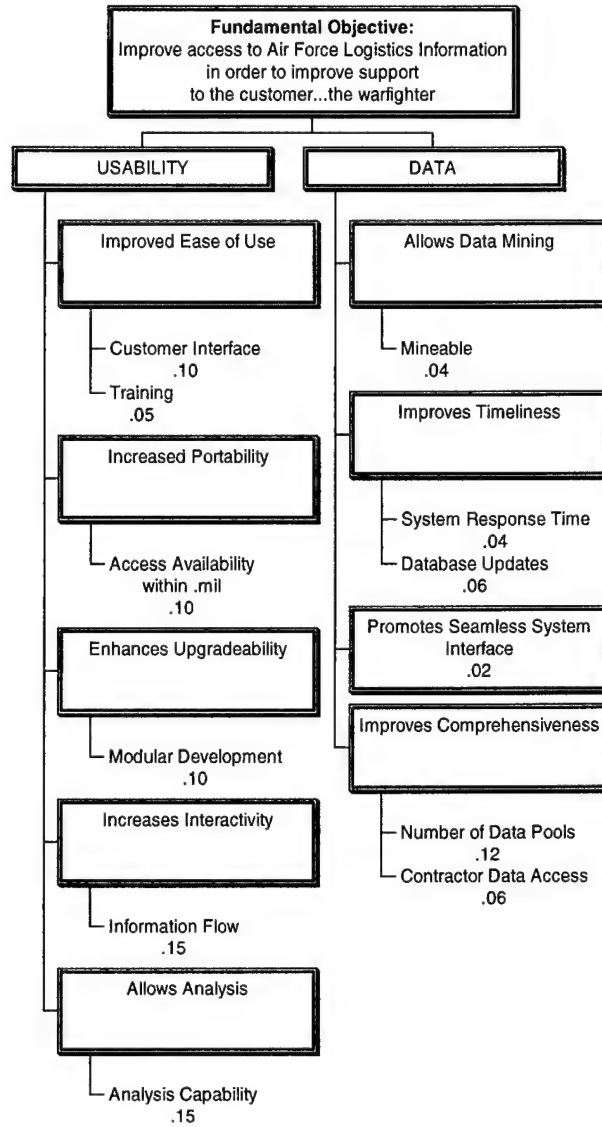 Fundamental Objective:
Improve access to Air Force Logistics Information
in order to improve support
to the customer...the warfighter
USABILITY
Improved Ease of Use
Customer Interface
.10
Training
.05
Increased Portability
Access Availability
within .mil
.10
Enhances Upgradeability
Modular Development
.10
Increases Interactivity
Information Flow
.15
Allows Analysis
Analysis Capability
.15
DATA
Allows Data Mining
Mineable
.04
Improves Timeliness
System Response Time
.04
Database Updates
.06
Promotes Seamless System
Interface
.02
Improves Comprehensiveness
Number of Data Pools
.12
Contractor Data Access
.06